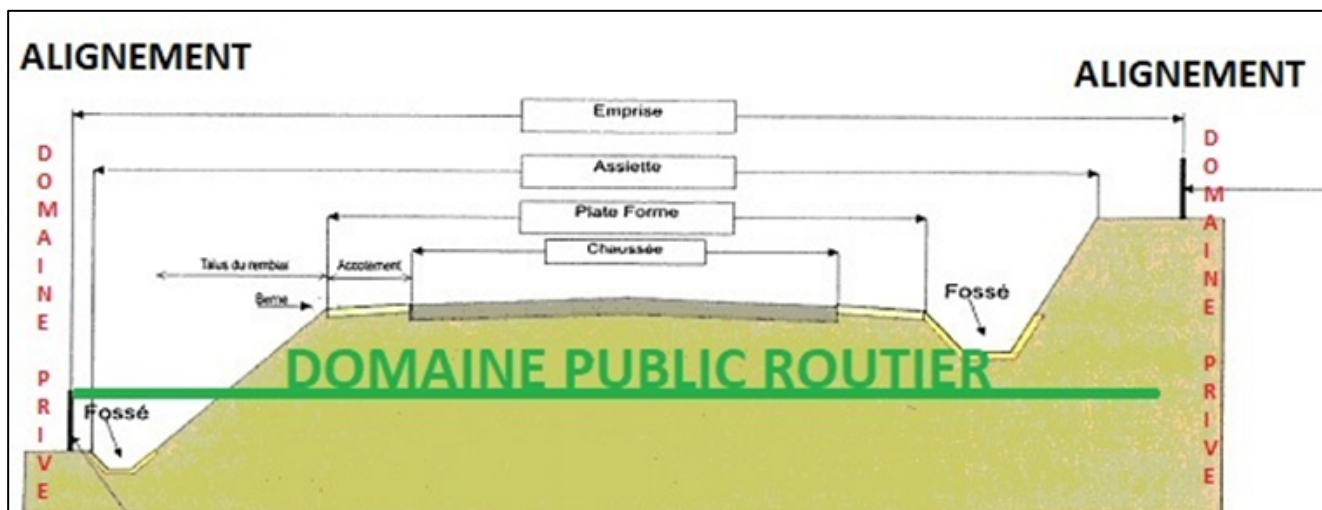 ALIGNEMENT
ALIGNEMENT
Emprise
Assiette
Plate Forme
Chaussée
Talus du remblai
Accotement
Berne
Fossé
DOMAINE PUBLIC ROUTIER
Fossé
DOMAINE PRIVE
DOMAINE PRIVE